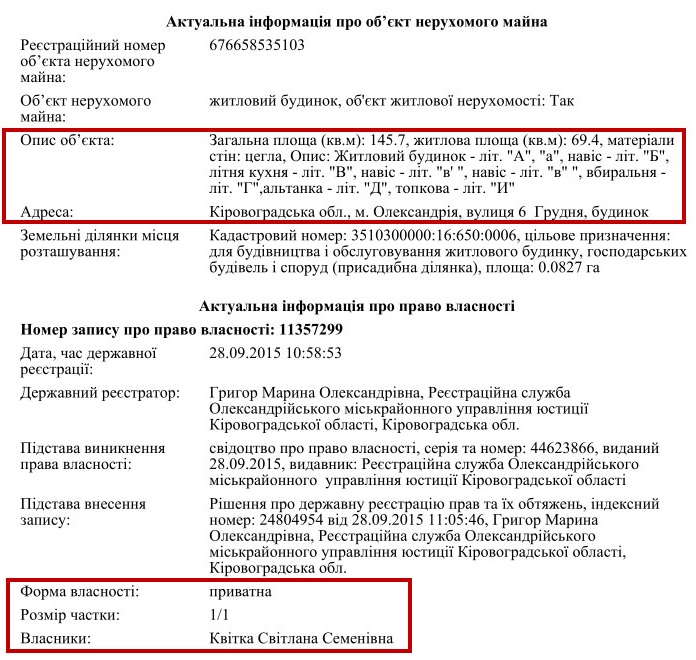 Актуальна інформація про об’єкт нерухомого майна
Реєстраційний номер
об’єкта нерухомого
майна:
676658535103
Об’єкт нерухомого
майна:
житловий будинок, об'єкт житлової нерухомості: Так
Опис об’єкта:
Загальна площа (кв.м): 145.7, житлова площа (кв.м): 69.4, матеріали
стін: цегла, Опис: Житловий будинок - літ. "А", "а", навіс - літ. "Б",
літня кухня - літ. "В", навіс - літ. "в' ", навіс - літ. "в" ", вбиральня -
літ. "Г",альтанка - літ. "Д", топкова - літ. "И"
Адреса:
Кіровоградська обл., м. Олександрія, вулиця 6 Грудня, будинок
Земельні ділянки місця
розташування:
Кадастровий номер: 3510300000:16:650:0006, цільове призначення:
для будівництва і обслуговування житлового будинку, господарських
будівель і споруд (присадибна ділянка), площа: 0.0827 га
Актуальна інформація про право власності
Номер запису про право власності: 11357299
Дата, час державної
реєстрації:
28.09.2015 10:58:53
Державний реєстратор:
Григор Марина Олександрівна, Реєстраційна служба
Олександрійського міськрайонного управління юстиції
Кіровоградської області, Кіровоградська обл.
Підстава виникнення
права власності:
свідоцтво про право власності, серія та номер: 44623866, виданий
28.09.2015, видавник: Реєстраційна служба Олександрійського
міськрайонного управління юстиції Кіровоградської області
Підстава внесення
запису:
Рішення про державну реєстрацію прав та їх обтяжень, індексний
номер: 24804954 від 28.09.2015 11:05:46, Григор Марина
Олександрівна, Реєстраційна служба Олександрійського
міськрайонного управління юстиції Кіровоградської області,
Кіровоградська обл.
Форма власності:
приватна
Розмір частки:
1/1
Власники:
Квітка Світлана Семенівна